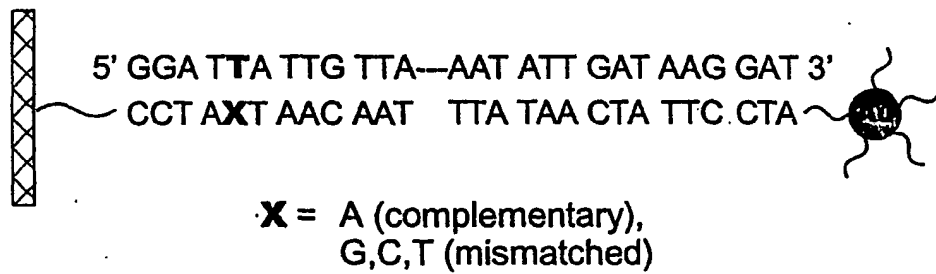 5' GGA TTA TTG TTA---AAT ATT GAT AAG GAT 3'
CCT AXT AAC AAT TTA TAA CTA TTC CTA
Au
X = A (complementary),
G,C,T (mismatched)